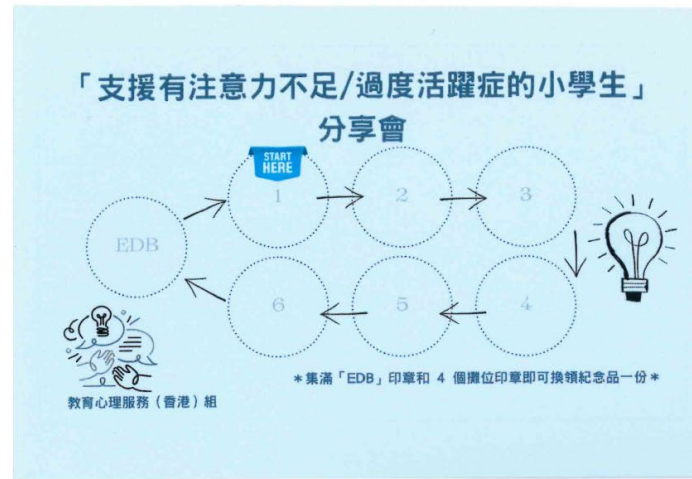 「支援有注意力不足/過度活躍症的小學生」
分享會
START
HERE
1
2
3
EDB
6
5
4
*集滿「EDB」印章和 4 個攤位印章即可換領紀念品一份*
教育心理服務（香港）組